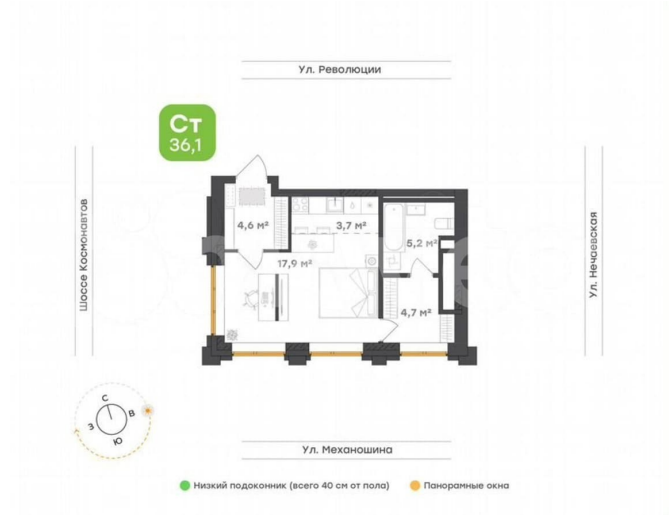 Ул. Революции
Ст
36,1
4,6 м²
3,7 м²
5,2 м²
17,9 м²
4,7 м²
Шоссе Космонавтов
Ул. Нечаевская
С
В
З
Ю
Ул. Механошина
Низкий подоконник (всего 40 см от пола)
Панорамные окна